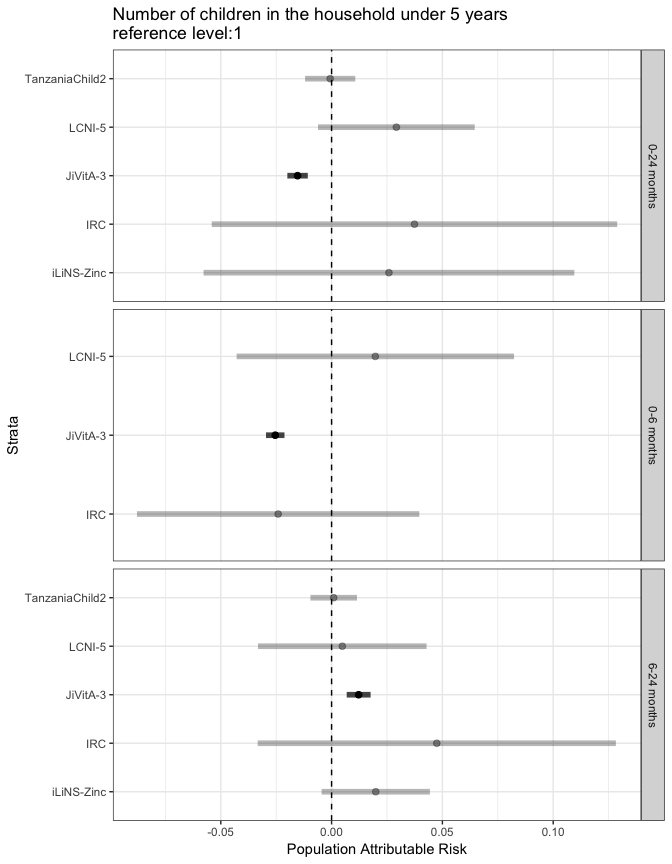 Number of children in the household under 5 years
reference level:1
TanzaniaChild2
LCNI-5
JiVitA-3
IRC
iLiNS-Zinc
0-24 months
LCNI-5
JiVitA-3
IRC
0-6 months
TanzaniaChild2
LCNI-5
JiVitA-3
IRC
iLiNS-Zinc
6-24 months
Strata
-0.05 0.00 0.05 0.10
Population Attributable Risk